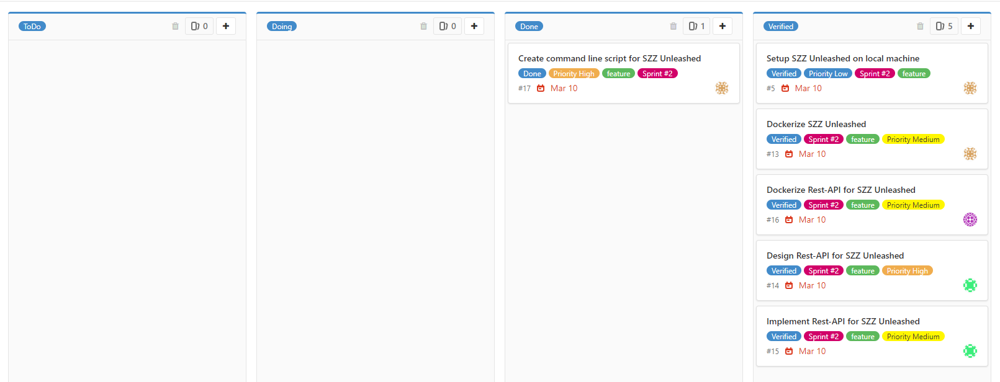 ToDo 0
Doing 0
Done 1
Create command line script for SZZ Unleashed
Done Priority High feature Sprint #2
#17 Mar 10
Verified 5
Setup SZZ Unleashed on local machine
Verified Priority Low Sprint #2 feature
#5 Mar 10
Dockerize SZZ Unleashed
Verified Sprint #2 feature Priority Medium
#13 Mar 10
Dockerize Rest-API for SZZ Unleashed
Verified Sprint #2 feature Priority Medium
#16 Mar 10
Design Rest-API for SZZ Unleashed
Verified Sprint #2 feature Priority High
#14 Mar 10
Implement Rest-API for SZZ Unleashed
Verified Sprint #2 feature Priority Medium
#15 Mar 10